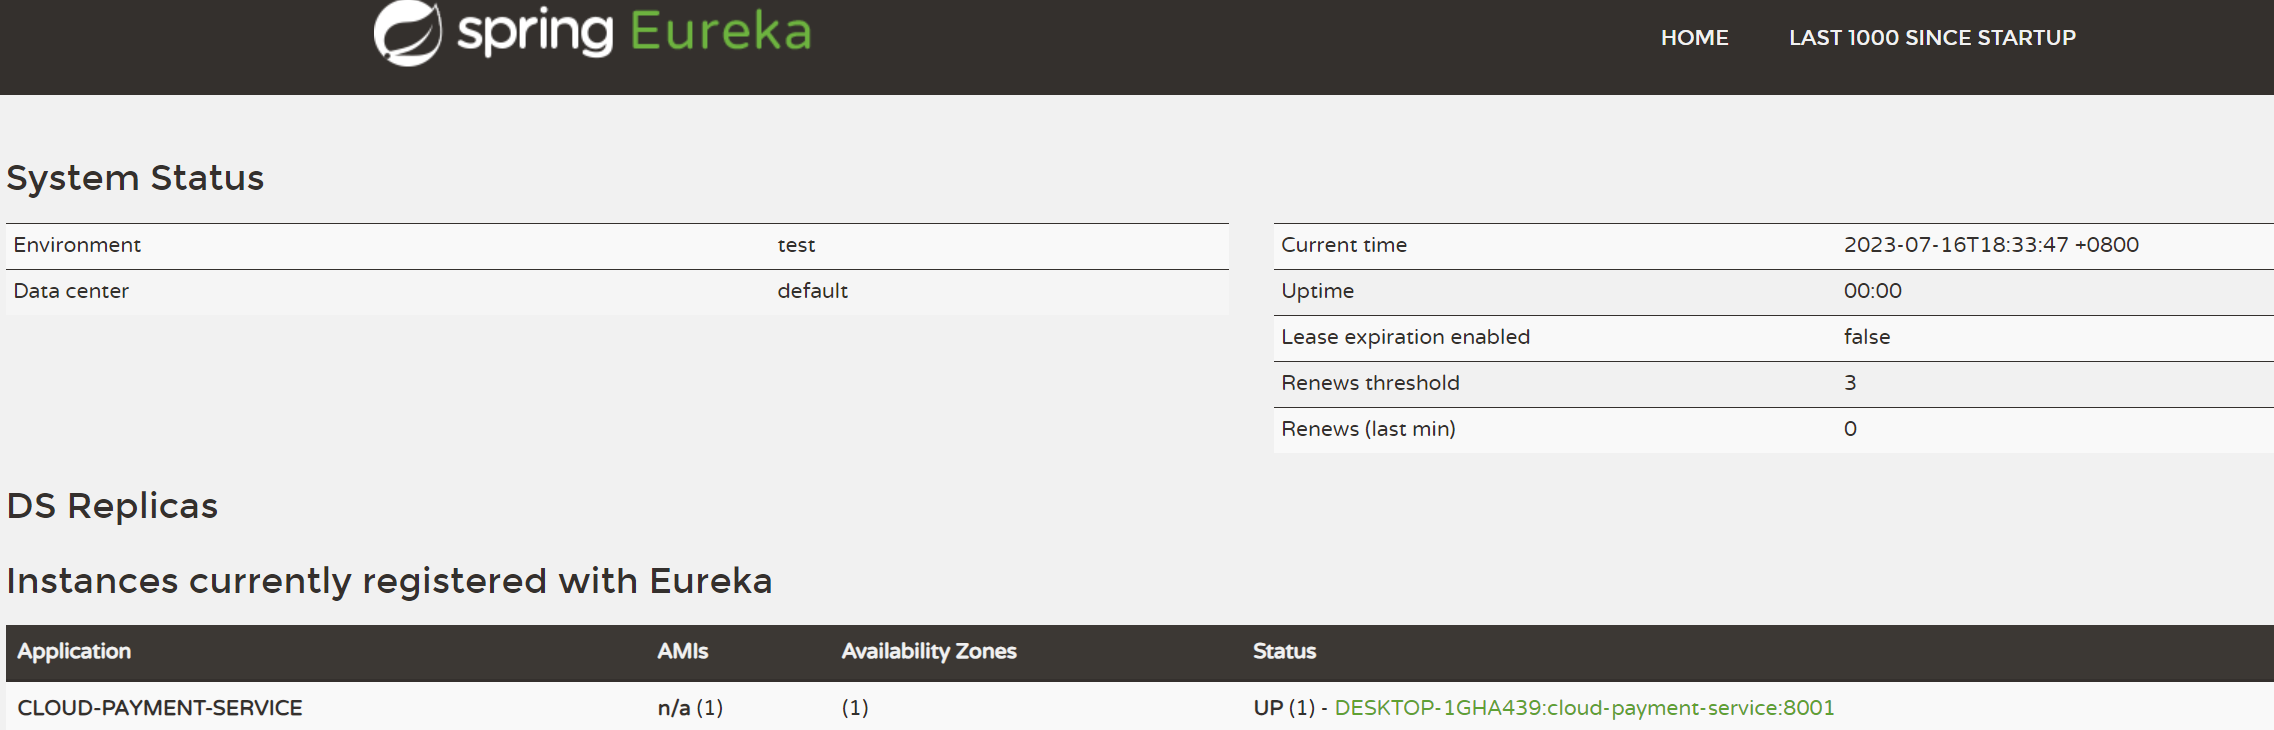 spring Eureka
HOME LAST 1000 SINCE STARTUP
System Status
Environment test
Data center default
Current time 2023-07-16T18:33:47 +0800
Uptime 00:00
Lease expiration enabled false
Renews threshold 3
Renews (last min) 0
DS Replicas
Instances currently registered with Eureka
Application AMIs Availability Zones Status
CLOUD-PAYMENT-SERVICE n/a (1) (1) UP (1) - DESKTOP-1GHA439:cloud-payment-service:8001